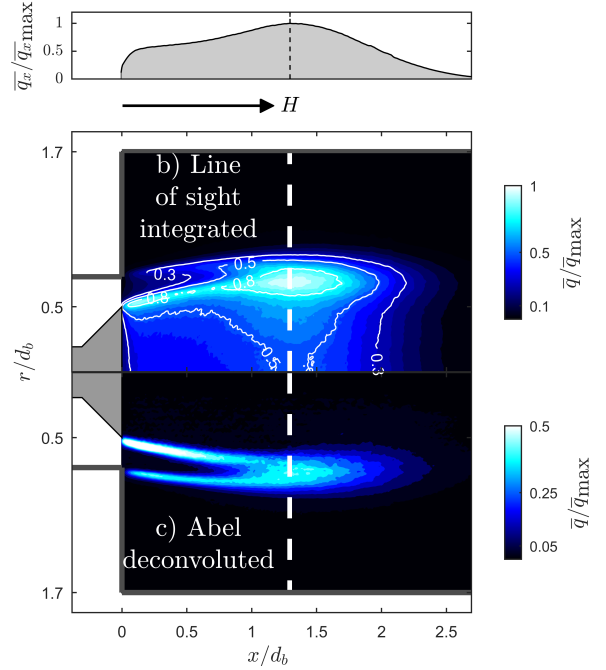 q̅x/q̅xmax
1
0.5
0
H
1.7
b) Line
of sight
integrated
0.5
0.3
0.8
0.8
0.5
0.3
0.5
r/db
0.5
c) Abel
deconvoluted
1.7
0
0.5
1
1.5
2
2.5
x/db
1
0.5
0.1
q̅/q̅max
0.5
0.25
0.05
q̅/q̅max